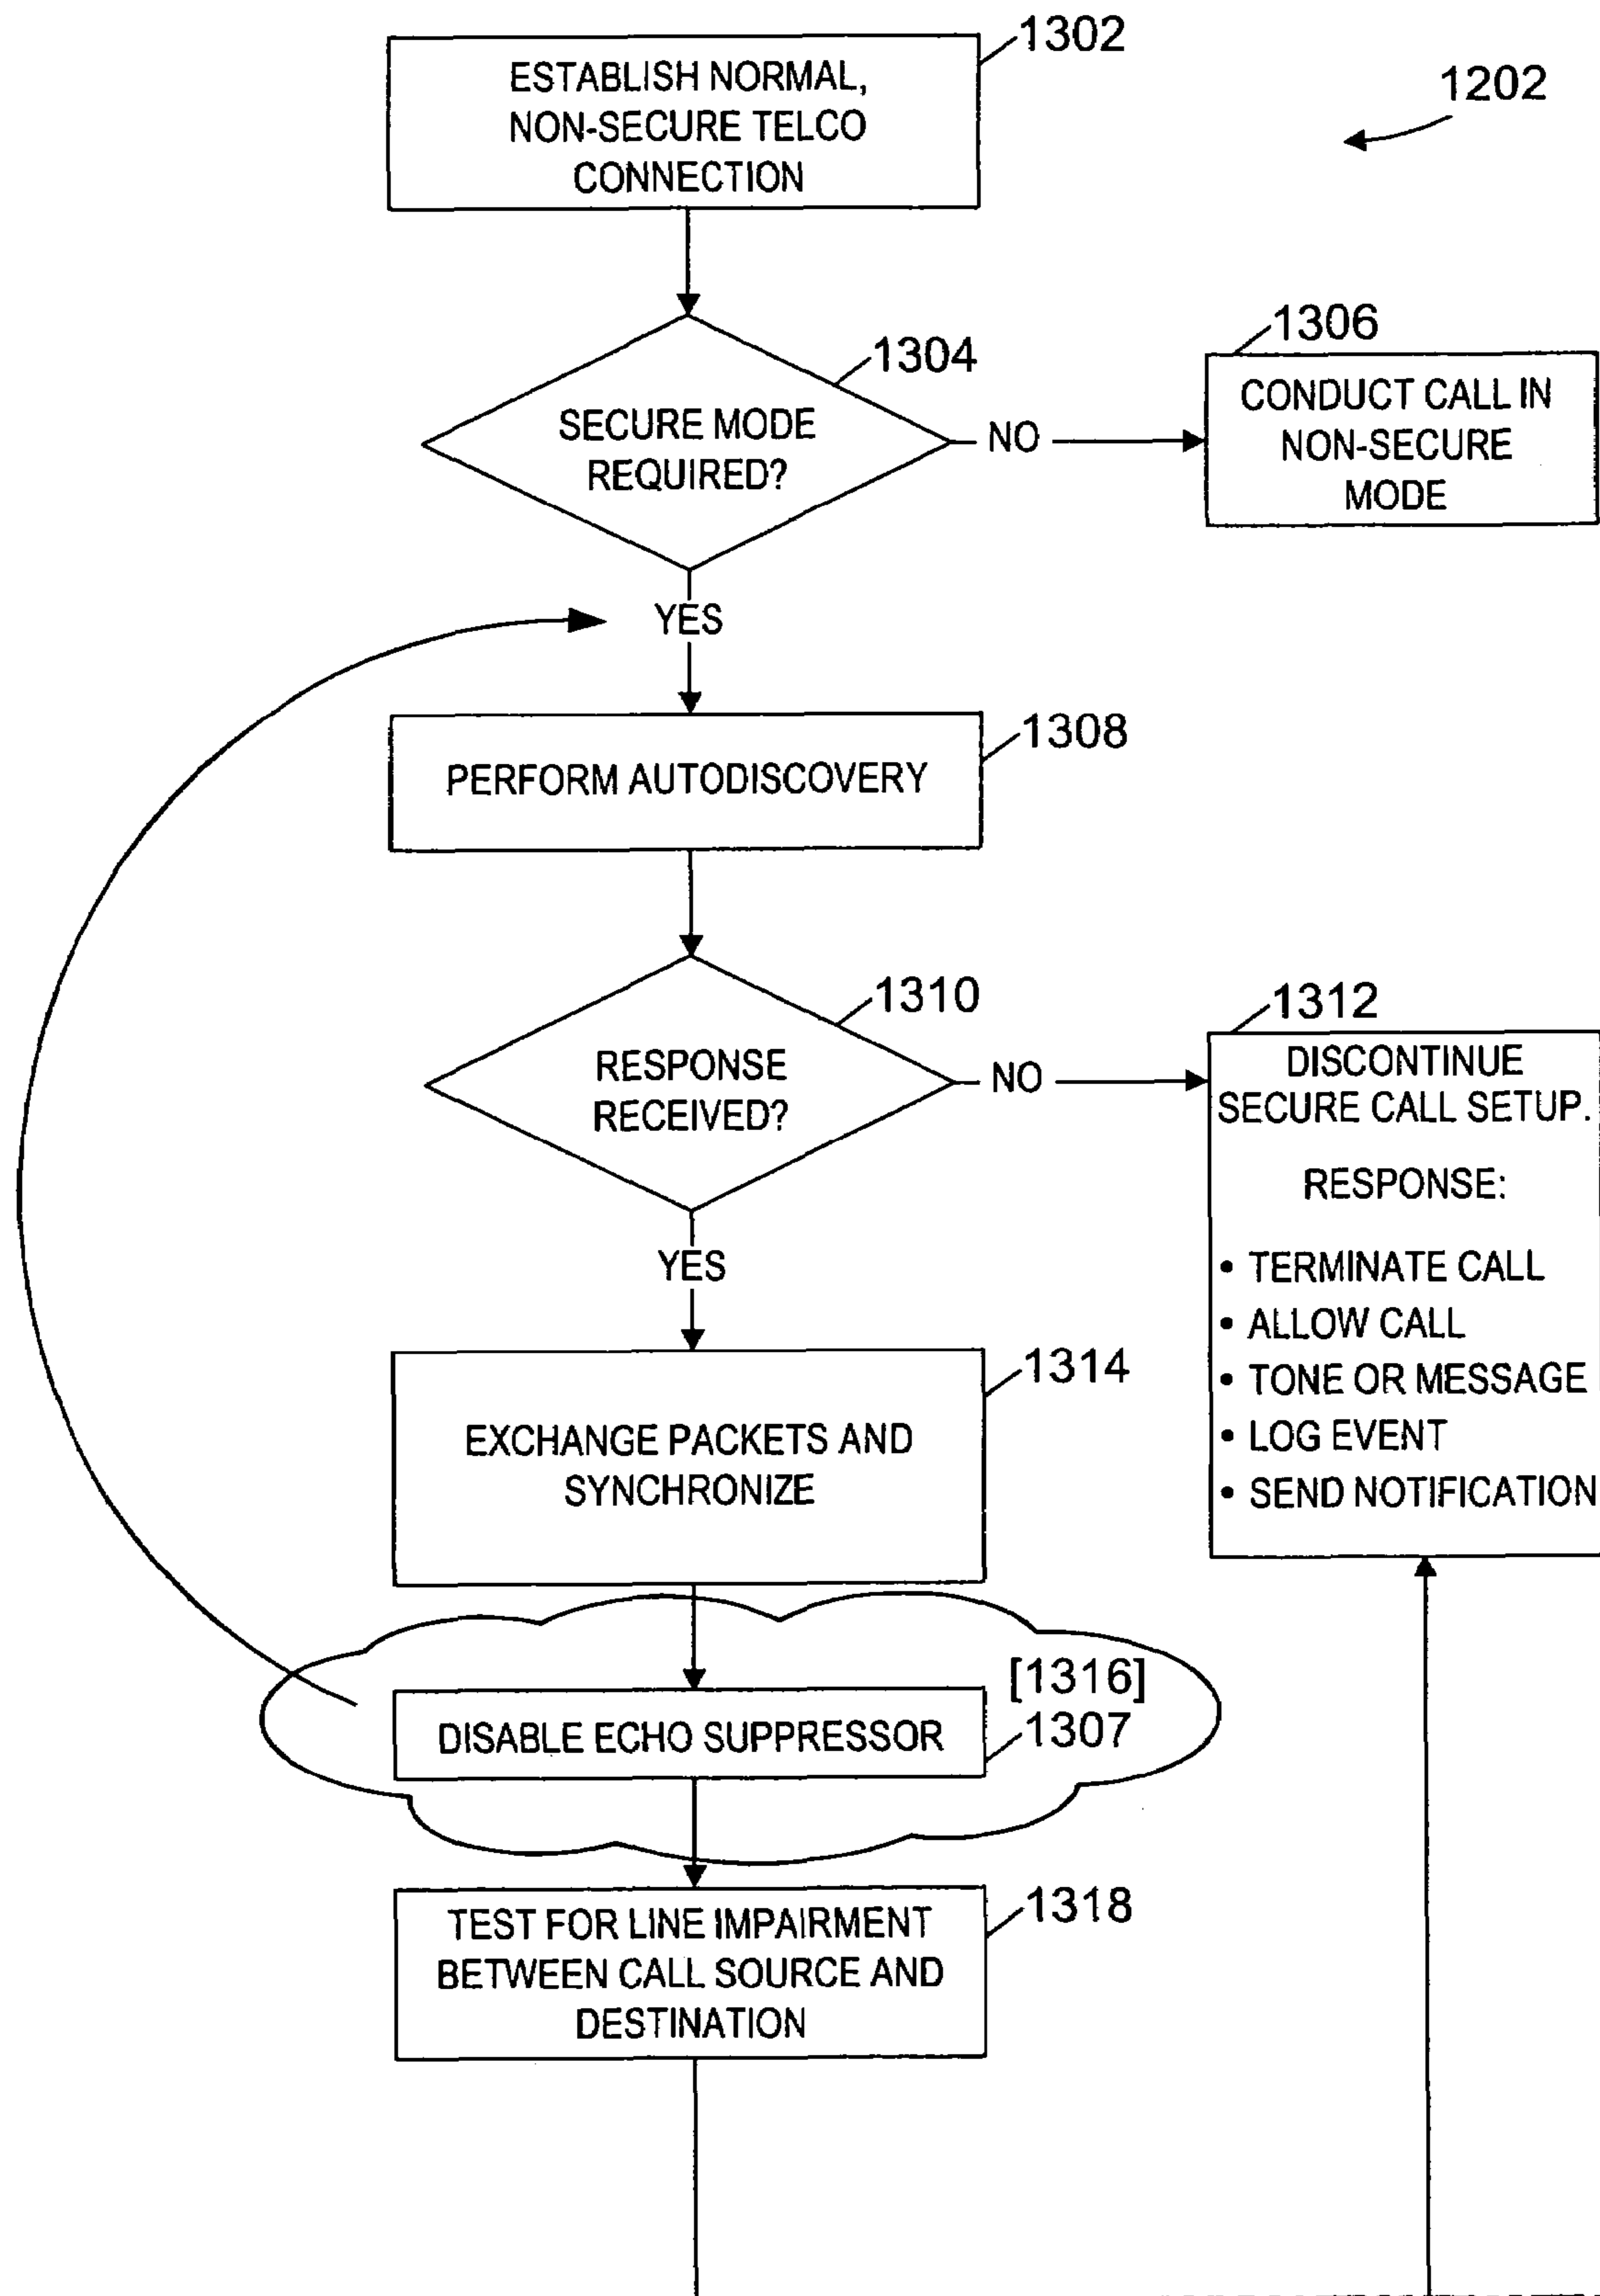 1302
ESTABLISH NORMAL,
NON-SECURE TELCO
CONNECTION
1202
1304
SECURE MODE
REQUIRED?
NO
1306
CONDUCT CALL IN
NON-SECURE
MODE
YES
1308
PERFORM AUTODISCOVERY
1310
RESPONSE
RECEIVED?
NO
1312
DISCONTINUE
SECURE CALL SETUP.
RESPONSE:
• TERMINATE CALL
• ALLOW CALL
• TONE OR MESSAGE
• LOG EVENT
• SEND NOTIFICATION
YES
1314
EXCHANGE PACKETS AND
SYNCHRONIZE
[1316]
1307
DISABLE ECHO SUPPRESSOR
1318
TEST FOR LINE IMPAIRMENT
BETWEEN CALL SOURCE AND
DESTINATION